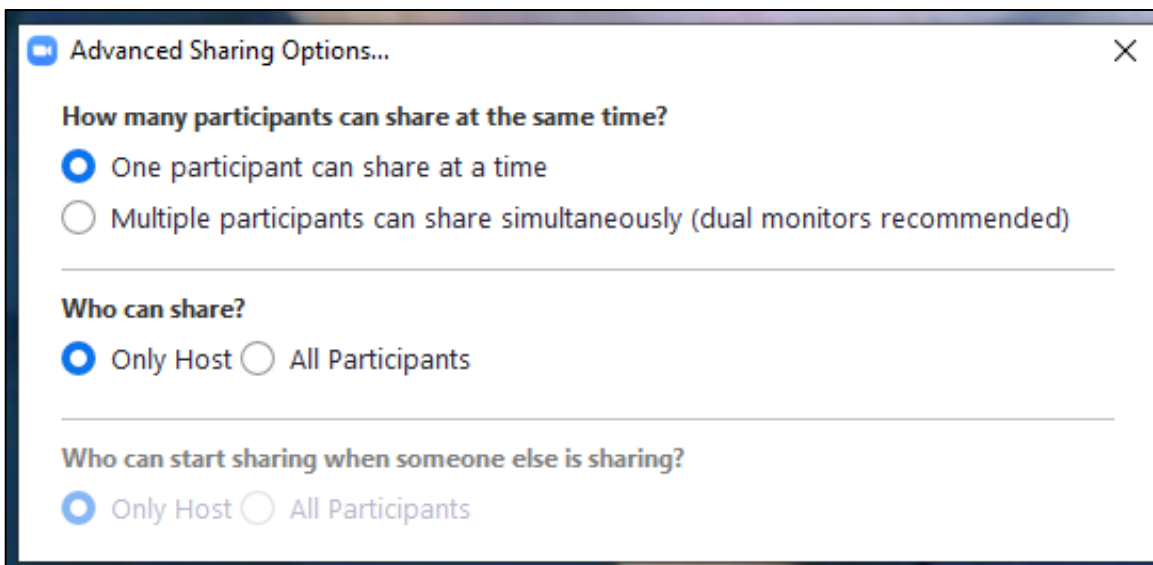 Advanced Sharing Options...
How many participants can share at the same time?
One participant can share at a time
Multiple participants can share simultaneously (dual monitors recommended)
Who can share?
Only Host All Participants
Who can start sharing when someone else is sharing?
Only Host All Participants